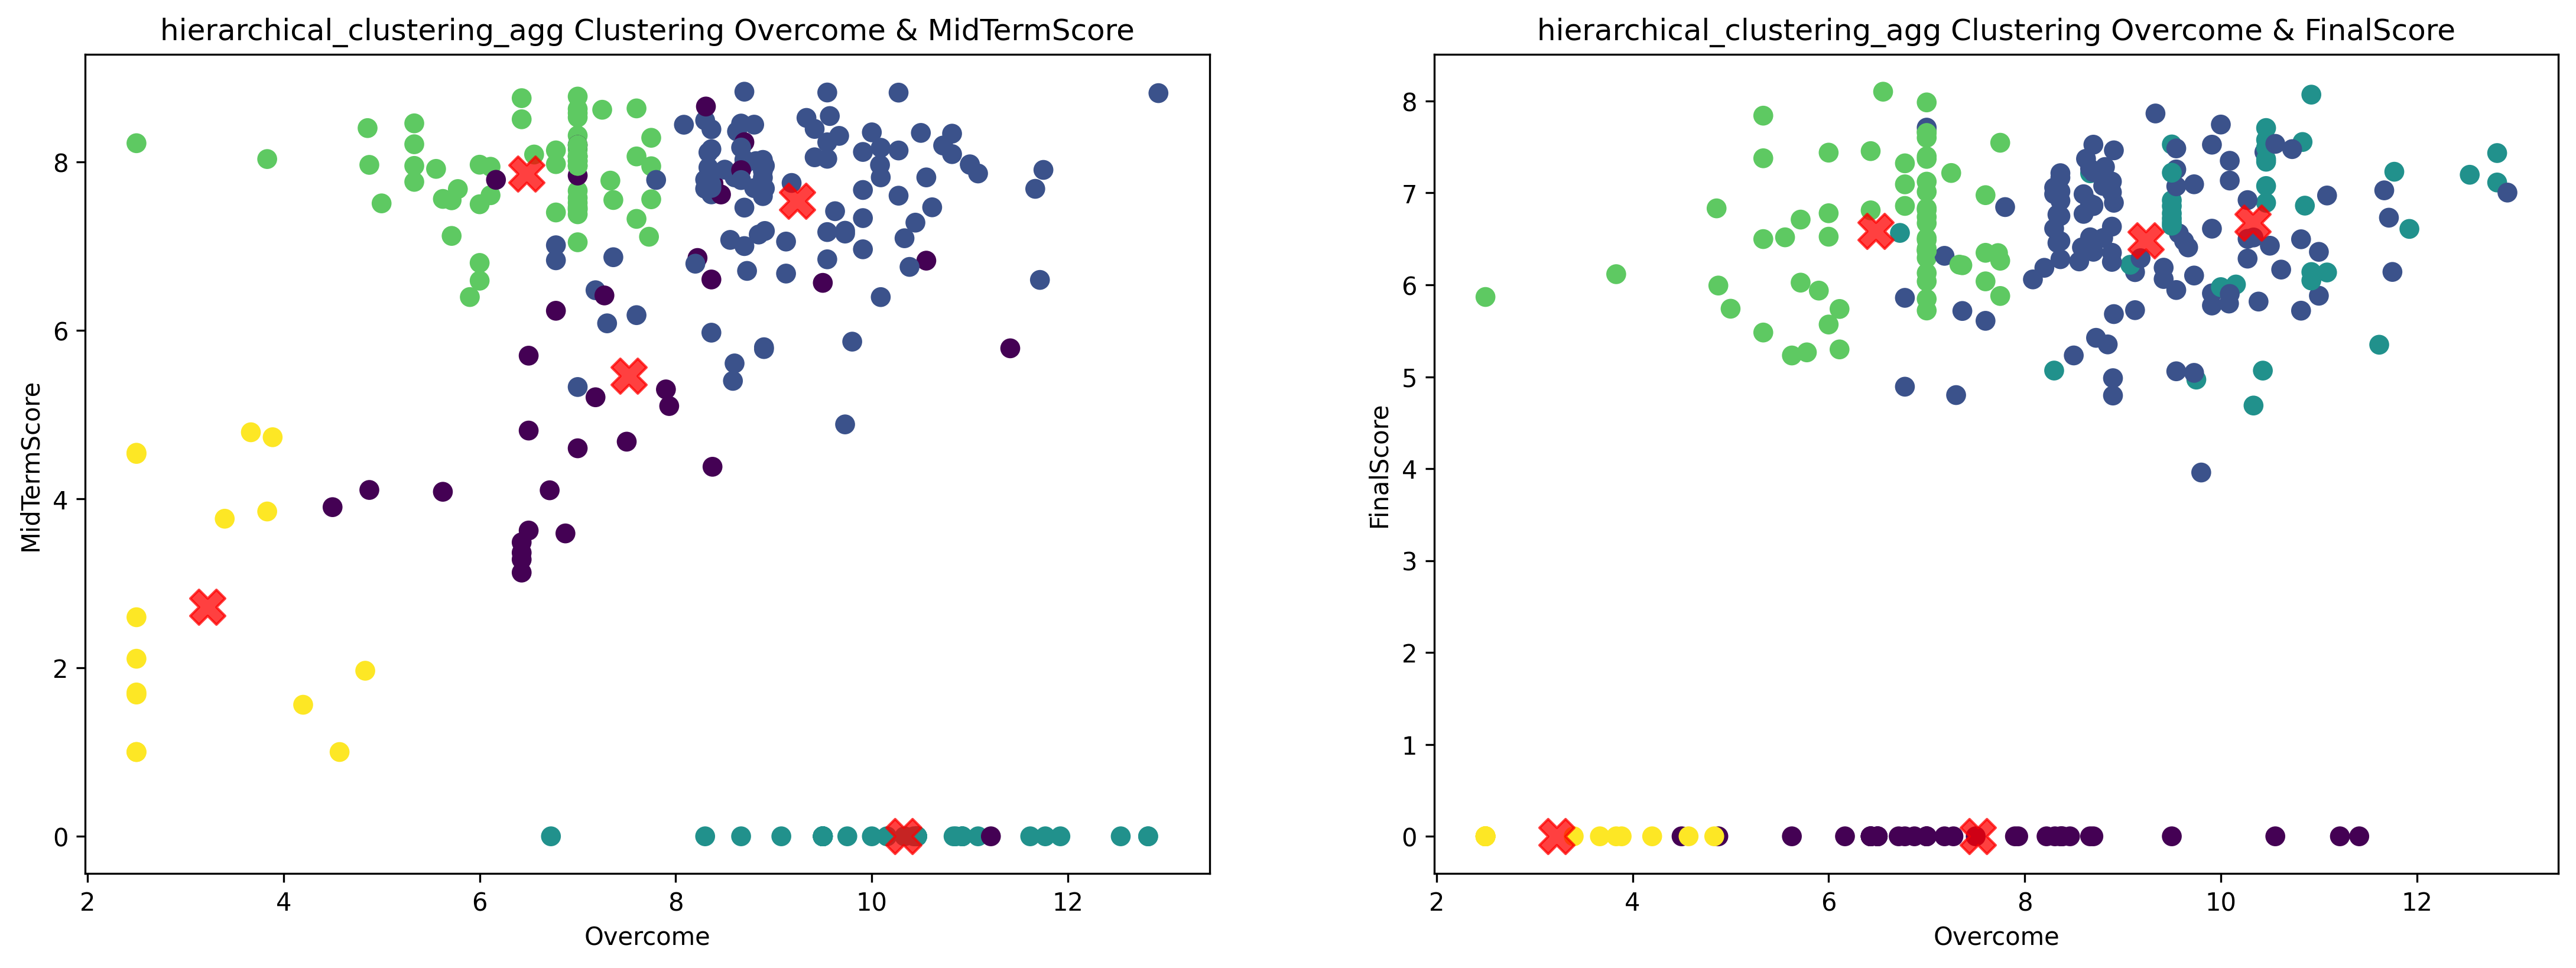 hierarchical_clustering_agg Clustering Overcome & MidTermScore
MidTermScore
8
6
4
2
0
2 4 6 8 10 12
Overcome
hierarchical_clustering_agg Clustering Overcome & FinalScore
FinalScore
8
7
6
5
4
3
2
1
0
2 4 6 8 10 12
Overcome